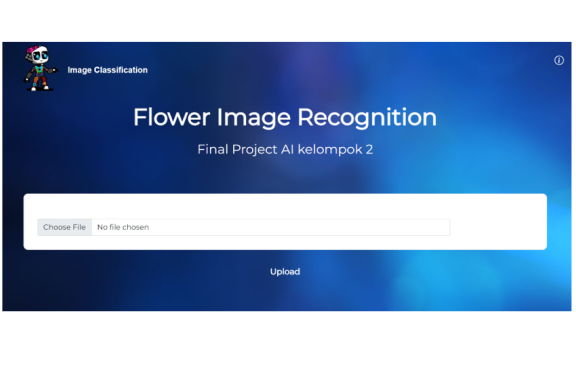 Image Classification
Flower Image Recognition
Final Project AI kelompok 2
Choose File No file chosen
Upload